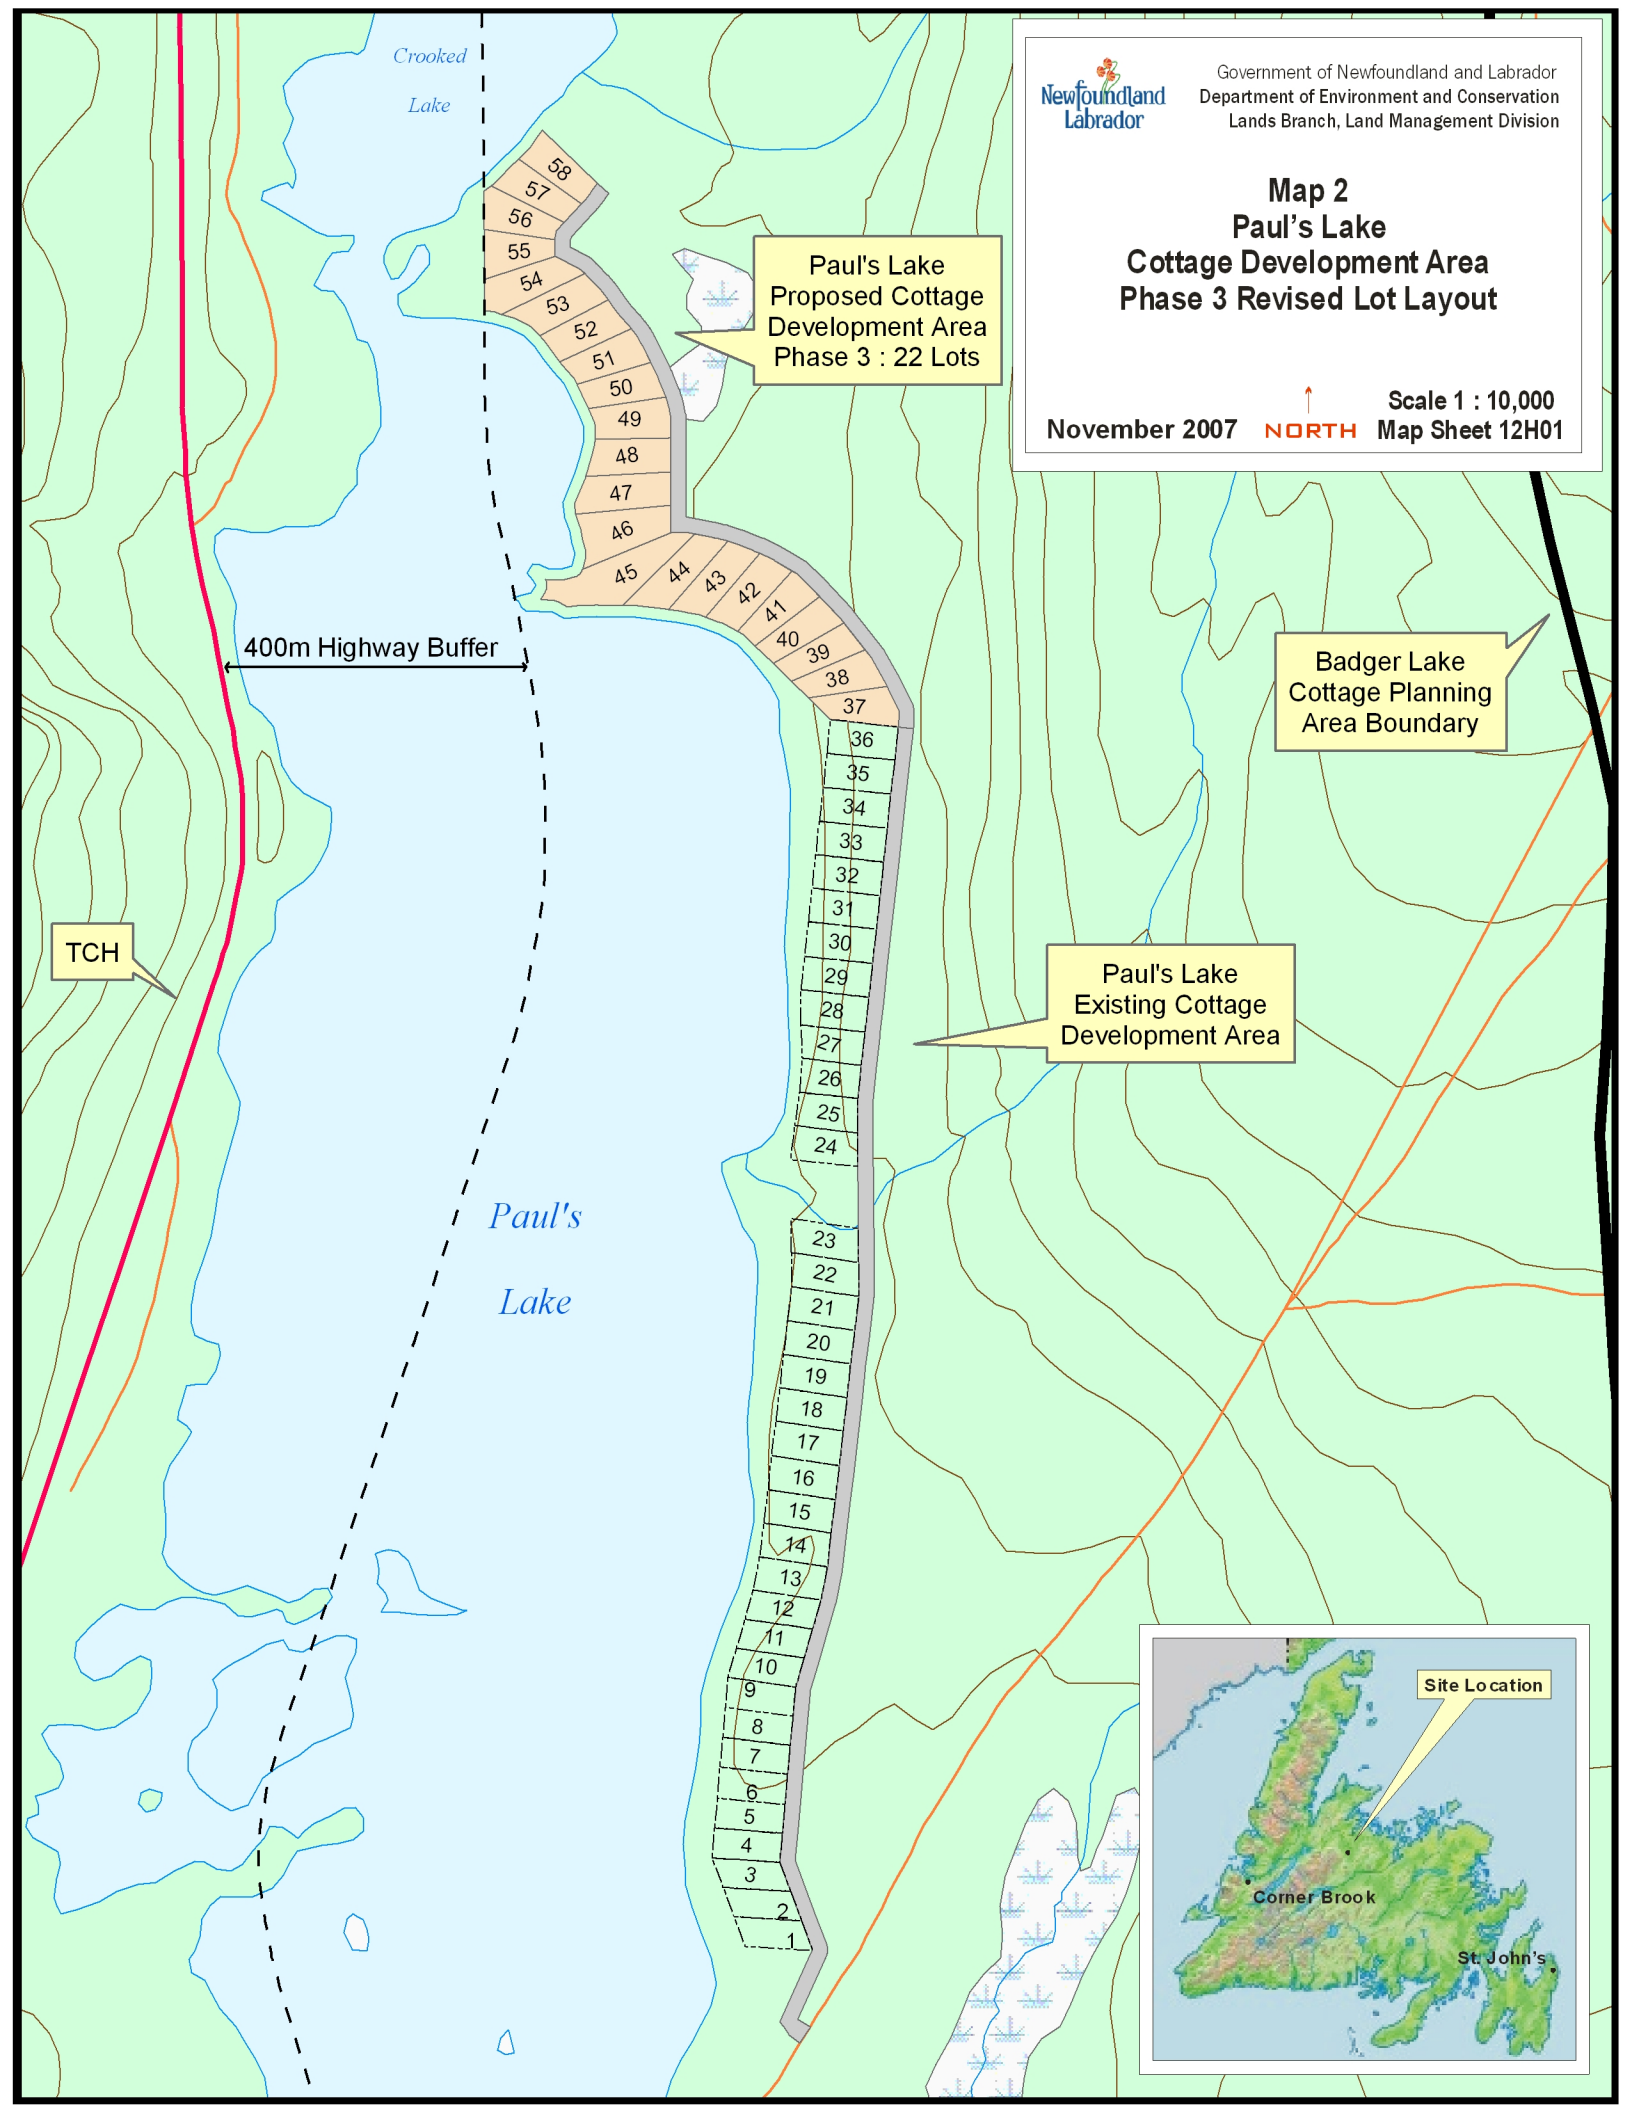 Crooked
Lake
Newfoundland
Labrador
Government of Newfoundland and Labrador
Department of Environment and Conservation
Lands Branch, Land Management Division
Map 2
Paul's Lake
Cottage Development Area
Phase 3 Revised Lot Layout
November 2007
NORTH
Scale 1 : 10,000
Map Sheet 12H01
Paul's Lake
Proposed Cottage
Development Area
Phase 3 : 22 Lots
58
57
56
55
54
53
52
51
50
49
48
47
46
45
44
43
42
41
40
39
38
37
400m Highway Buffer
Badger Lake
Cottage Planning
Area Boundary
36
35
34
33
32
31
30
29
28
27
26
25
24
TCH
Paul's Lake
Existing Cottage
Development Area
Paul's
Lake
23
22
21
20
19
18
17
16
15
14
13
12
11
10
9
8
7
6
5
4
3
2
1
Site Location
Corner Brook
St. John's